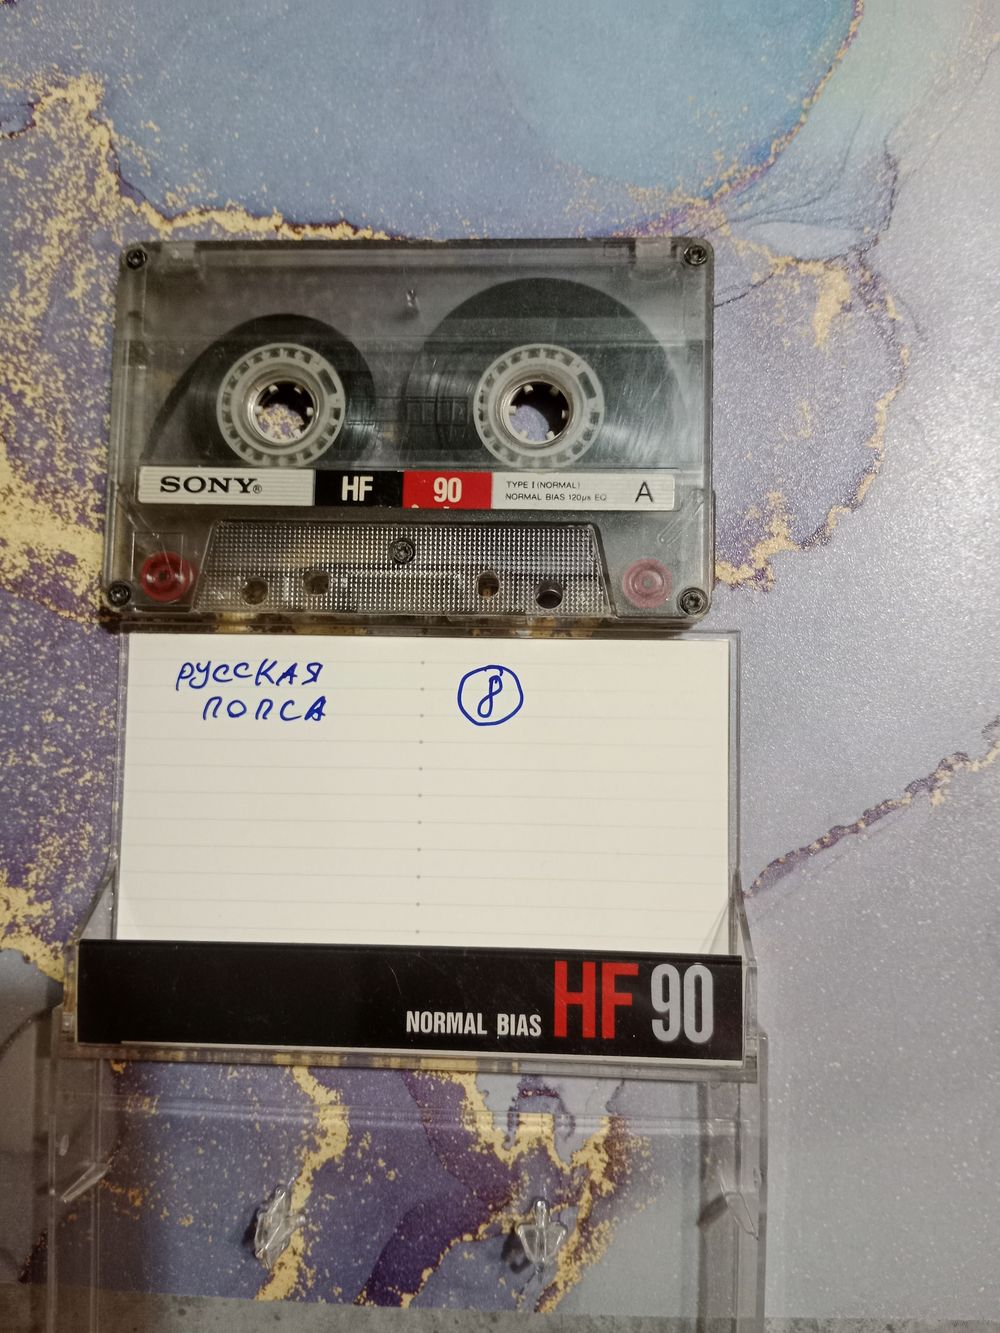 SONY®
HF
90
TYPE I (NORMAL)
NORMAL BIAS 120μs EQ
A
РУССКАЯ
ПОПСА
8
NORMAL BIAS HF 90